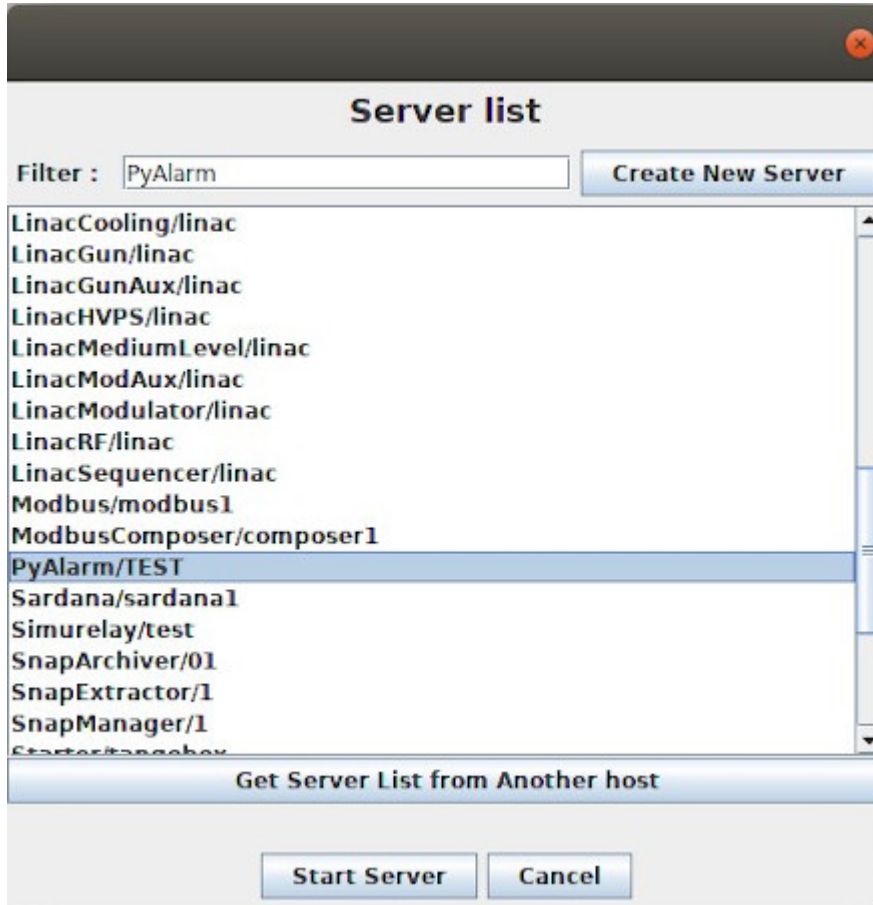 Server list
Filter : PyAlarm Create New Server
LinacCooling/linac
LinacGun/linac
LinacGunAux/linac
LinacHVPS/linac
LinacMediumLevel/linac
LinacModAux/linac
LinacModulator/linac
LinacRF/linac
LinacSequencer/linac
Modbus/modbus1
ModbusComposer/composer1
PyAlarm/TEST
Sardana/sardana1
Simurelay/test
SnapArchiver/01
SnapExtractor/1
SnapManager/1
Starter/tangobox
Get Server List from Another host
Start Server Cancel